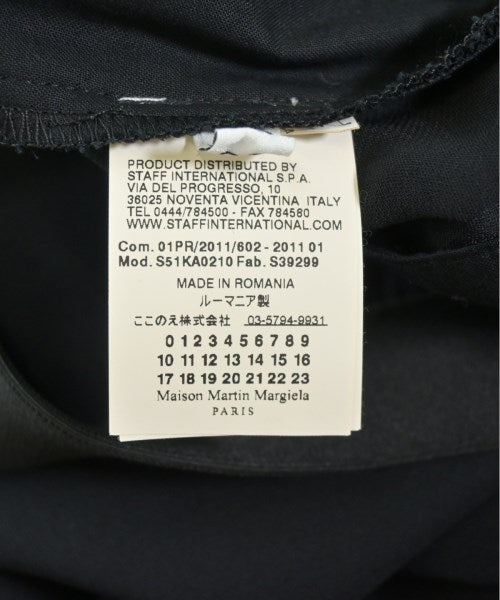 PRODUCT DISTRIBUTED BY
STAFF INTERNATIONAL S.P.A.
VIA DEL PROGRESSO, 10
36025 NOVENTA VICENTINA ITALY
TEL 0444/784500 - FAX 784580
WWW.STAFFINTERNATIONAL.COM
Com. 01PR/2011/602 - 2011 01
Mod. S51KA0210 Fab. S39299
MADE IN ROMANIA
ルーマニア製
ここのえ株式会社 03-5794-9931
0 1 2 3 4 5 6 7 8 9
10 11 12 13 14 15 16
17 18 19 20 21 22 23
Maison Martin Margiela
PARIS